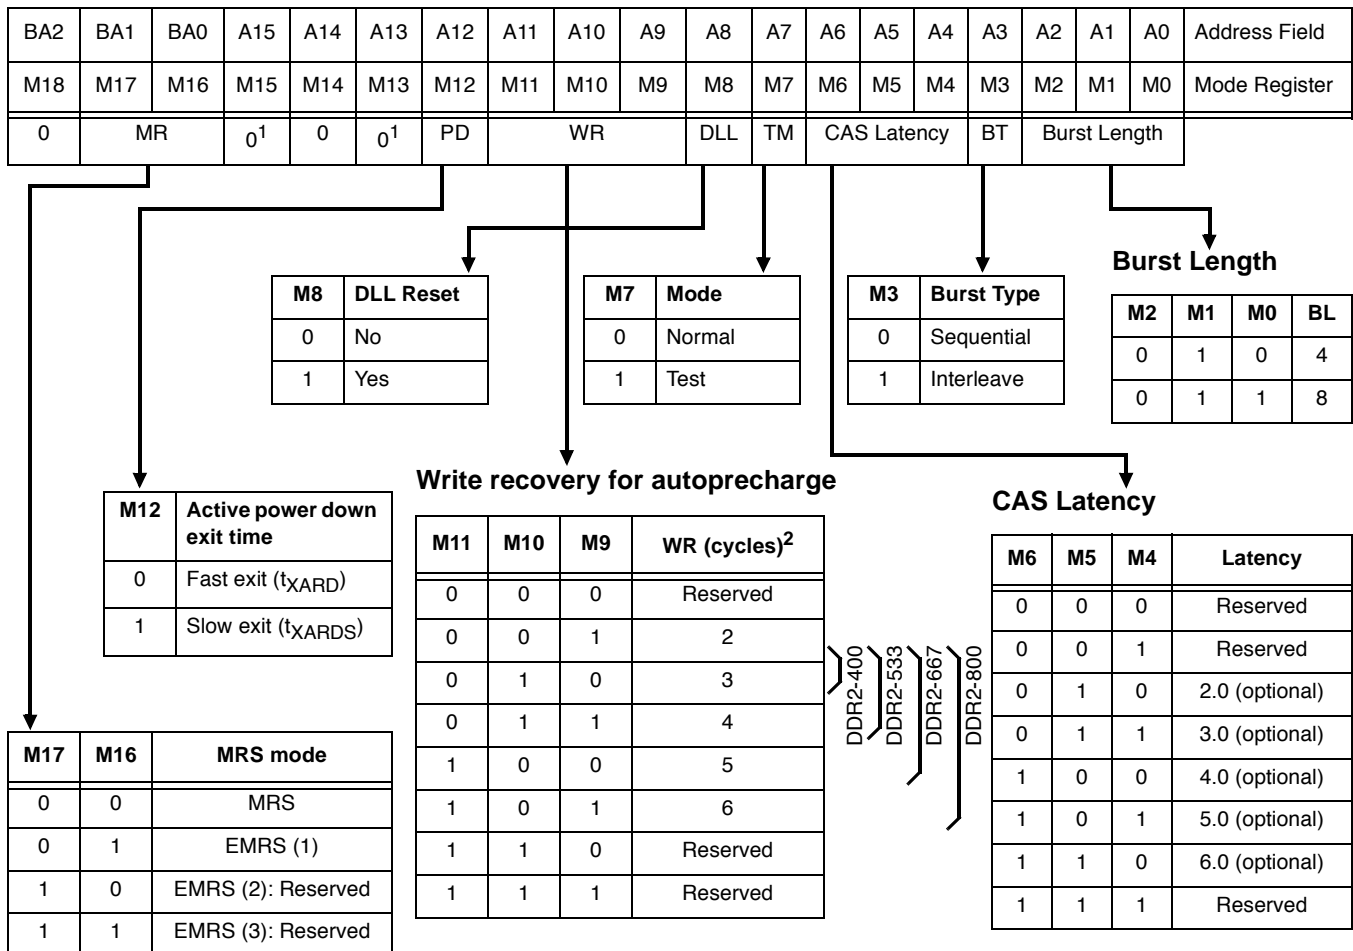 BA2 BA1 BA0 A15 A14 A13 A12 A11 A10 A9 A8 A7 A6 A5 A4 A3 A2 A1 A0 Address Field
M18 M17 M16 M15 M14 M13 M12 M11 M10 M9 M8 M7 M6 M5 M4 M3 M2 M1 M0 Mode Register
0 MR 0¹ 0 0¹ PD WR DLL TM CAS Latency BT Burst Length
M8 DLL Reset
0 No
1 Yes
M7 Mode
0 Normal
1 Test
M3 Burst Type
0 Sequential
1 Interleave
Burst Length
M2 M1 M0 BL
0 1 0 4
0 1 1 8
M12 Active power down
exit time
0 Fast exit (tXARD)
1 Slow exit (tXARDS)
Write recovery for autoprecharge
M11 M10 M9 WR (cycles)²
0 0 0 Reserved
0 0 1 2
0 1 0 3
0 1 1 4
1 0 0 5
1 0 1 6
1 1 0 Reserved
1 1 1 Reserved
DDR2-400
DDR2-533
DDR2-667
DDR2-800
CAS Latency
M6 M5 M4 Latency
0 0 0 Reserved
0 0 1 Reserved
0 1 0 2.0 (optional)
0 1 1 3.0 (optional)
1 0 0 4.0 (optional)
1 0 1 5.0 (optional)
1 1 0 6.0 (optional)
1 1 1 Reserved
M17 M16 MRS mode
0 0 MRS
0 1 EMRS (1)
1 0 EMRS (2): Reserved
1 1 EMRS (3): Reserved